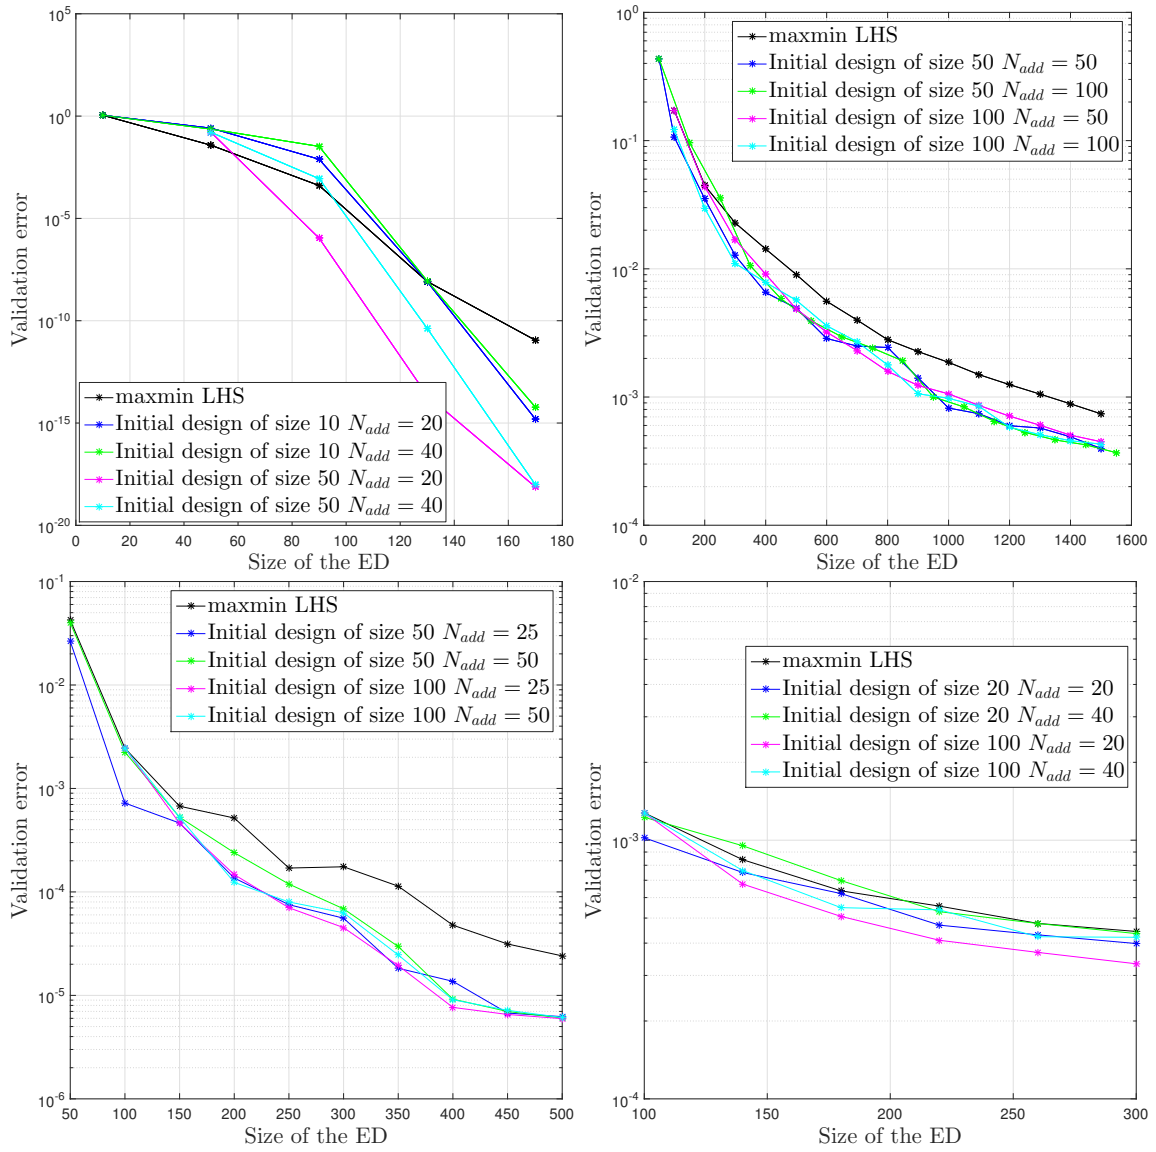 10^5
10^0
10^-5
10^-10
10^-15
10^-20
Validation error
maxmin LHS
Initial design of size 10 N_add = 20
Initial design of size 10 N_add = 40
Initial design of size 50 N_add = 20
Initial design of size 50 N_add = 40
0 20 40 60 80 100 120 140 160 180
Size of the ED
10^0
10^-1
10^-2
10^-3
10^-4
Validation error
maxmin LHS
Initial design of size 50 N_add = 50
Initial design of size 50 N_add = 100
Initial design of size 100 N_add = 50
Initial design of size 100 N_add = 100
0 200 400 600 800 1000 1200 1400 1600
Size of the ED
10^-1
10^-2
10^-3
10^-4
10^-5
10^-6
Validation error
maxmin LHS
Initial design of size 50 N_add = 25
Initial design of size 50 N_add = 50
Initial design of size 100 N_add = 25
Initial design of size 100 N_add = 50
50 100 150 200 250 300 350 400 450 500
Size of the ED
10^-2
10^-3
10^-4
Validation error
maxmin LHS
Initial design of size 20 N_add = 20
Initial design of size 20 N_add = 40
Initial design of size 100 N_add = 20
Initial design of size 100 N_add = 40
100 150 200 250 300
Size of the ED